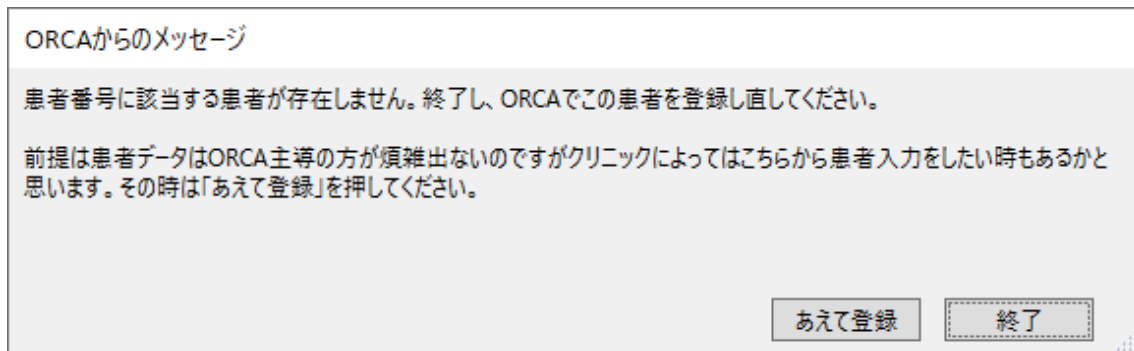 ORCAからのメッセージ
患者番号に該当する患者が存在しません。終了し、ORCAでこの患者を登録し直してください。
前提は患者データはORCA主導の方が煩雑出ないのですがクリニックによってはこちらから患者入力をしたい時もあるかと
思います。その時は「あえて登録」を押してください。
あえて登録
終了